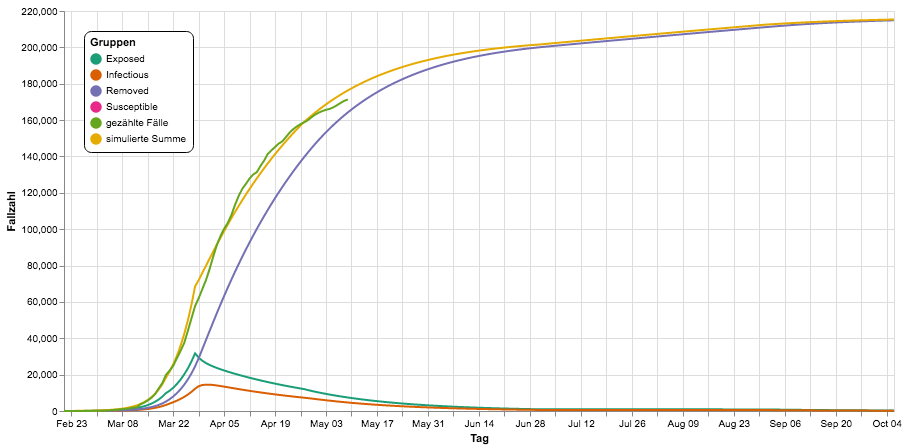 220,000
200,000
180,000
160,000
140,000
120,000
100,000
80,000
60,000
40,000
20,000
0
Fallzahl
Gruppen
Exposed
Infectious
Removed
Susceptible
gezählte Fälle
simulierte Summe
Feb 23 Mar 08 Mar 22 Apr 05 Apr 19 May 03 May 17 May 31 Jun 14 Jun 28 Jul 12 Jul 26 Aug 09 Aug 23 Sep 06 Sep 20 Oct 04
Tag